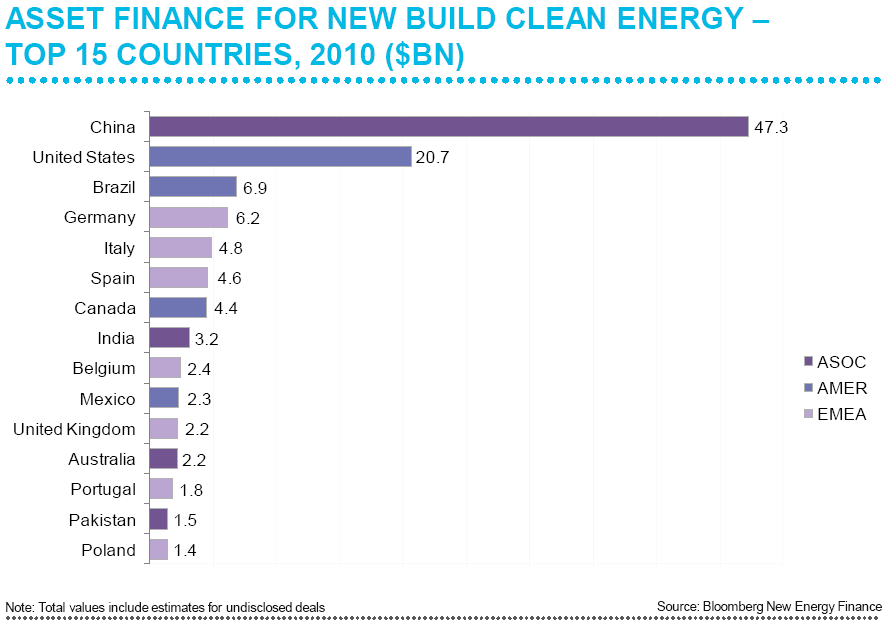 ASSET FINANCE FOR NEW BUILD CLEAN ENERGY –
TOP 15 COUNTRIES, 2010 ($BN)
China 47.3
United States 20.7
Brazil 6.9
Germany 6.2
Italy 4.8
Spain 4.6
Canada 4.4
India 3.2
Belgium 2.4
Mexico 2.3
United Kingdom 2.2
Australia 2.2
Portugal 1.8
Pakistan 1.5
Poland 1.4
ASOC
AMER
EMEA
Note: Total values include estimates for undisclosed deals
Source: Bloomberg New Energy Finance